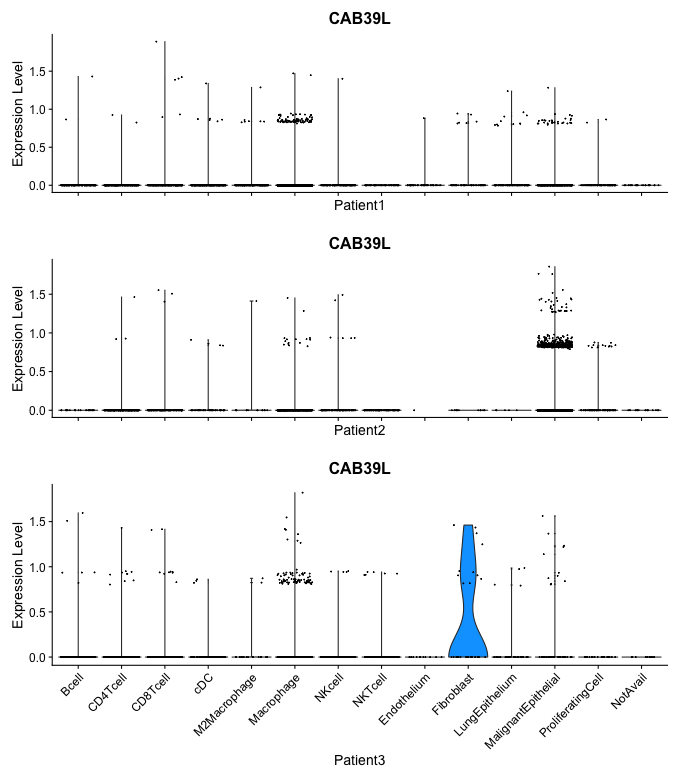 CAB39L
Expression Level
1.5
1.0
0.5
0.0
Patient1
CAB39L
Expression Level
1.5
1.0
0.5
0.0
Patient2
CAB39L
Expression Level
1.5
1.0
0.5
0.0
Bcell
CD4Tcell
CD8Tcell
cDC
M2Macrophage
Macrophage
NKcell
NKTcell
Endothelium
Fibroblast
LungEpithelium
MalignantEpithelial
ProliferatingCell
NotAvail
Patient3